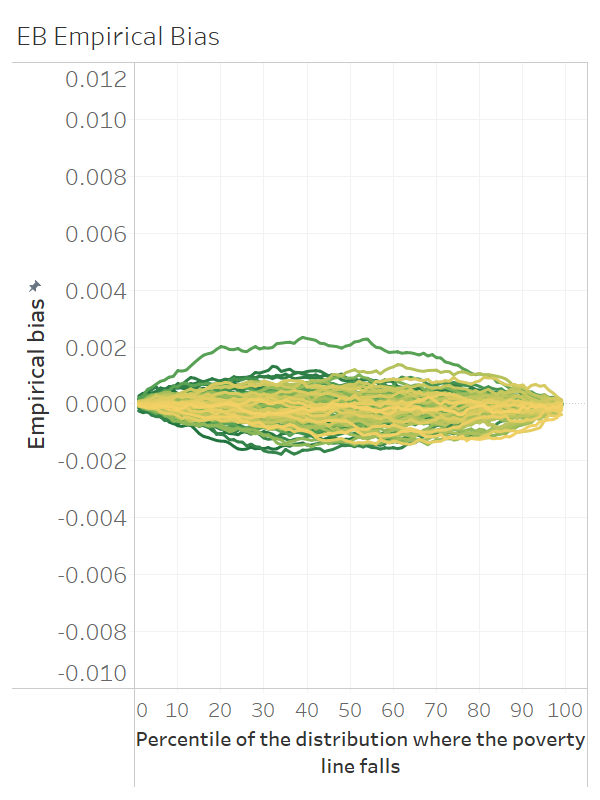 EB Empirical Bias
0.012
0.010
0.008
0.006
0.004
0.002
0.000
-0.002
-0.004
-0.006
-0.008
-0.010
Empirical bias
0 10 20 30 40 50 60 70 80 90 100
Percentile of the distribution where the poverty
line falls